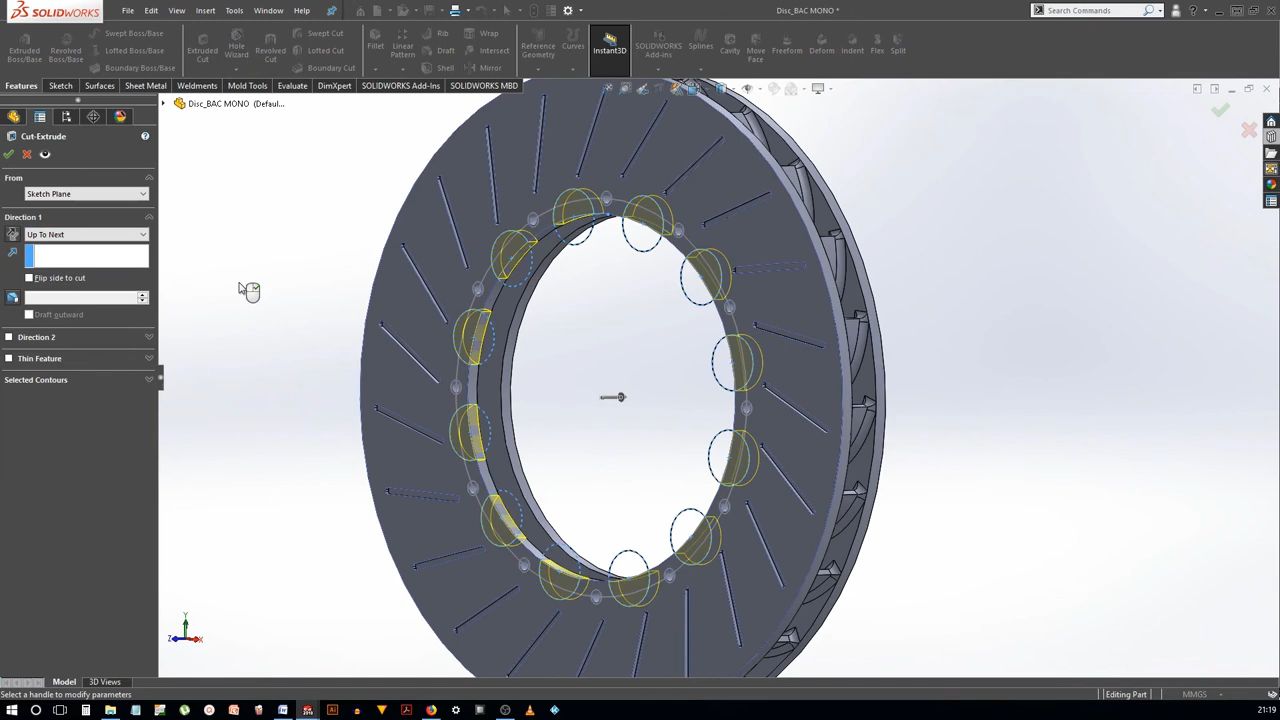 SOLIDWORKS
File
Edit
View
Insert
Tools
Window
Help
Disc_BAC MONO *
Search Commands
Extruded Boss/Base
Revolved Boss/Base
Swept Boss/Base
Lofted Boss/Base
Boundary Boss/Base
Extruded Cut
Hole Wizard
Revolved Cut
Swept Cut
Lofted Cut
Boundary Cut
Fillet
Linear Pattern
Rib
Draft
Shell
Wrap
Intersect
Mirror
Reference Geometry
Curves
Instant3D
SOLIDWORKS Add-Ins
Splines
Cavity
Move Face
Freeform
Deform
Indent
Flex
Split
Features
Sketch
Surfaces
Sheet Metal
Weldments
Mold Tools
Evaluate
DimXpert
SOLIDWORKS Add-Ins
SOLIDWORKS MBD
Disc_BAC MONO (Defaul...
Cut-Extrude
From
Sketch Plane
Direction 1
Up To Next
Flip side to cut
Draft outward
Direction 2
Thin Feature
Selected Contours
Y
Z
X
Model
3D Views
Select a handle to modify parameters
Editing Part
MMGS
21:19